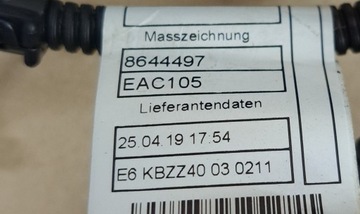 Masszeichnung
8644497
EAC105
Lieferantendaten
25.04.19 17:54
E6 KBZZ40 03 0211